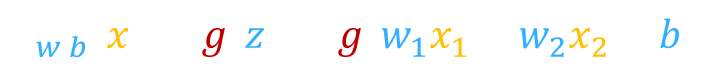 w b x g z g w₁x₁ w₂x₂ b